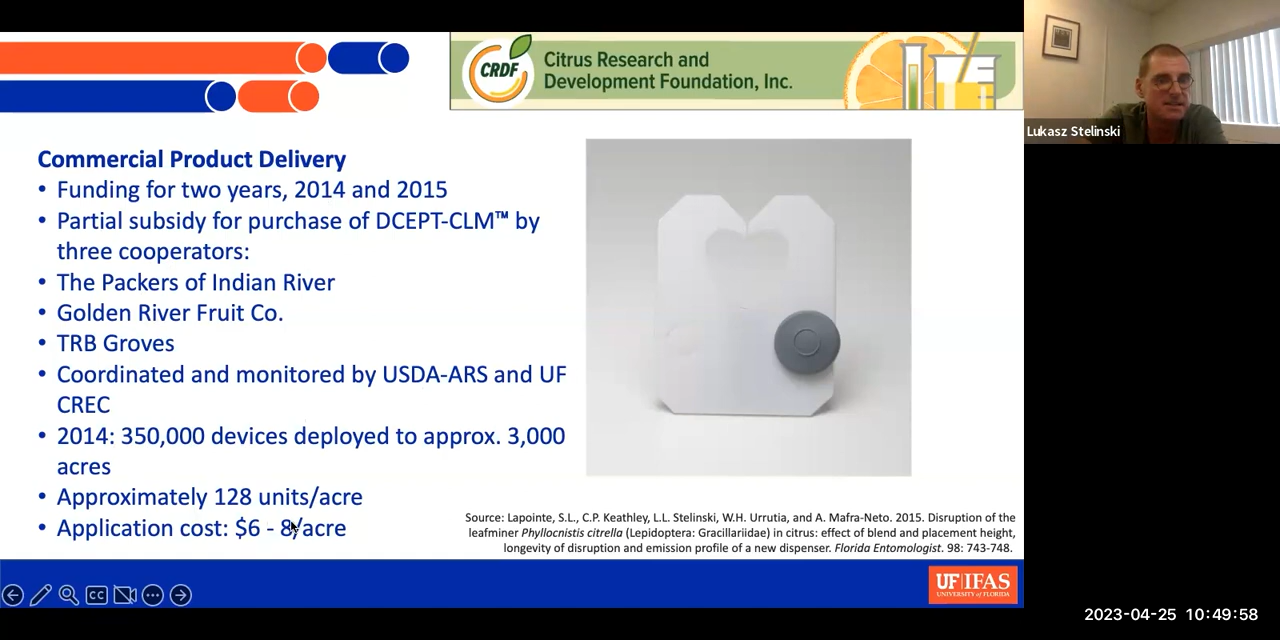 CRDF
Citrus Research and
Development Foundation, Inc.
Lukasz Stelinski
Commercial Product Delivery
• Funding for two years, 2014 and 2015
• Partial subsidy for purchase of DCEPT-CLM™ by
three cooperators:
• The Packers of Indian River
• Golden River Fruit Co.
• TRB Groves
• Coordinated and monitored by USDA-ARS and UF
CREC
• 2014: 350,000 devices deployed to approx. 3,000
acres
• Approximately 128 units/acre
• Application cost: $6 - 8/acre
Source: Lapointe, S.L., C.P. Keathley, L.L. Stelinski, W.H. Urrutia, and A. Mafra-Neto. 2015. Disruption of the
leafminer Phyllocnistis citrella (Lepidoptera: Gracillariidae) in citrus: effect of blend and placement height,
longevity of disruption and emission profile of a new dispenser. Florida Entomologist. 98: 743-748.
CC
UF|IFAS
UNIVERSITY of FLORIDA
2023-04-25 10:49:58